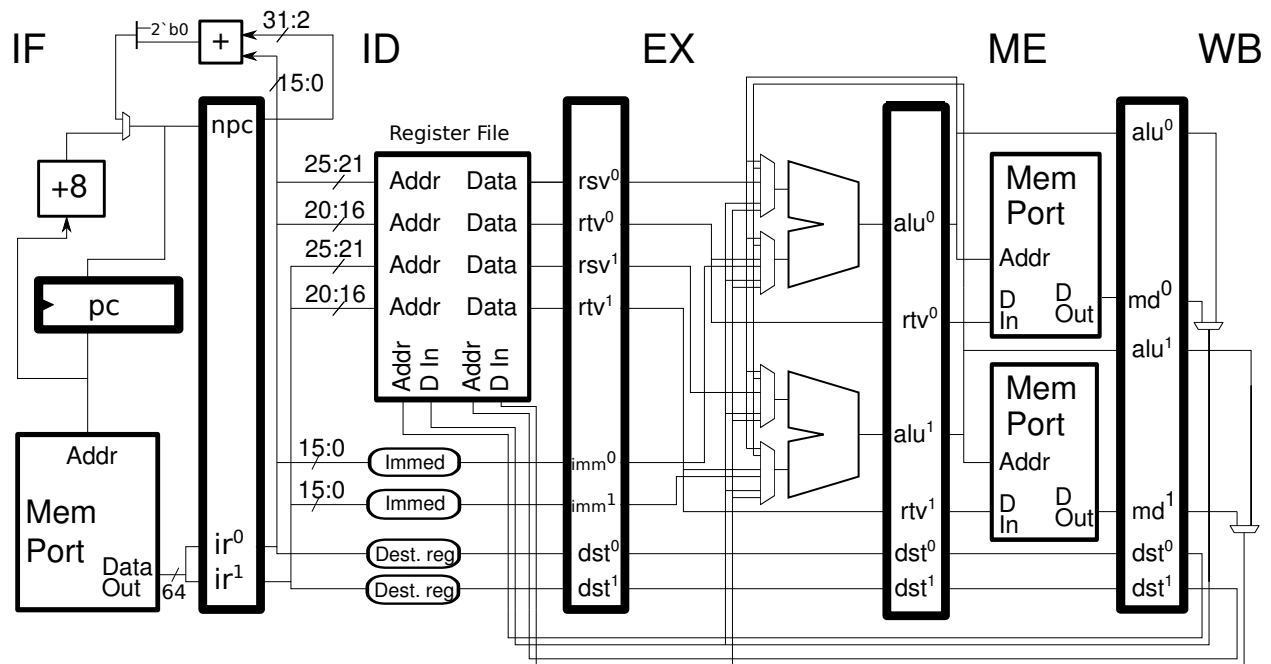 IF
2`b0
+
31:2
15:0
ID
EX
ME
WB
npc
+8
pc
Addr
Mem
Port
Data
Out
64
ir⁰
ir¹
Register File
25:21
20:16
25:21
20:16
Addr Data
Addr Data
Addr Data
Addr Data
Addr
D In
Addr
D In
15:0
Immed
15:0
Immed
Dest. reg
Dest. reg
rsv⁰
rtv⁰
rsv¹
rtv¹
imm⁰
imm¹
dst⁰
dst¹
alu⁰
rtv⁰
alu¹
rtv¹
dst⁰
dst¹
Mem
Port
Addr
D
In
D
Out
Mem
Port
Addr
D
In
D
Out
alu⁰
md⁰
alu¹
md¹
dst⁰
dst¹